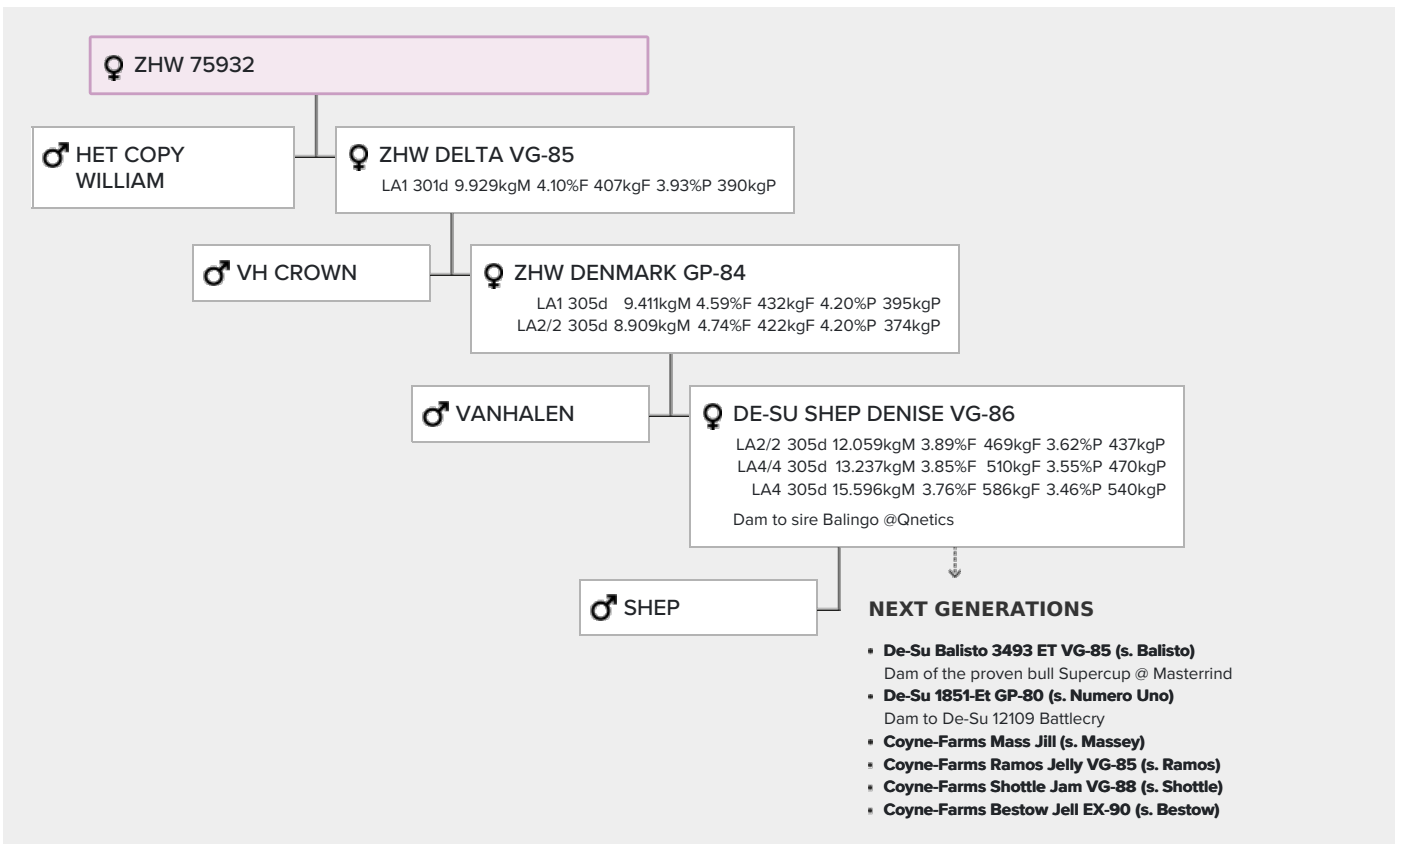 ZHW 75932
HET COPY
WILLIAM
ZHW DELTA VG-85
LA1 301d 9.929kgM 4.10%F 407kgF 3.93%P 390kgP
VH CROWN
ZHW DENMARK GP-84
LA1 305d 9.411kgM 4.59%F 432kgF 4.20%P 395kgP
LA2/2 305d 8.909kgM 4.74%F 422kgF 4.20%P 374kgP
VANHALEN
DE-SU SHEP DENISE VG-86
LA2/2 305d 12.059kgM 3.89%F 469kgF 3.62%P 437kgP
LA4/4 305d 13.237kgM 3.85%F 510kgF 3.55%P 470kgP
LA4 305d 15.596kgM 3.76%F 586kgF 3.46%P 540kgP
Dam to sire Balingo @Qnetics
SHEP
NEXT GENERATIONS
• De-Su Balisto 3493 ET VG-85 (s. Balisto)
Dam of the proven bull Supercup @ Masterrind
• De-Su 1851-Et GP-80 (s. Numero Uno)
Dam to De-Su 12109 Battlecry
• Coyne-Farms Mass Jill (s. Massey)
• Coyne-Farms Ramos Jelly VG-85 (s. Ramos)
• Coyne-Farms Shottle Jam VG-88 (s. Shottle)
• Coyne-Farms Bestow Jell EX-90 (s. Bestow)